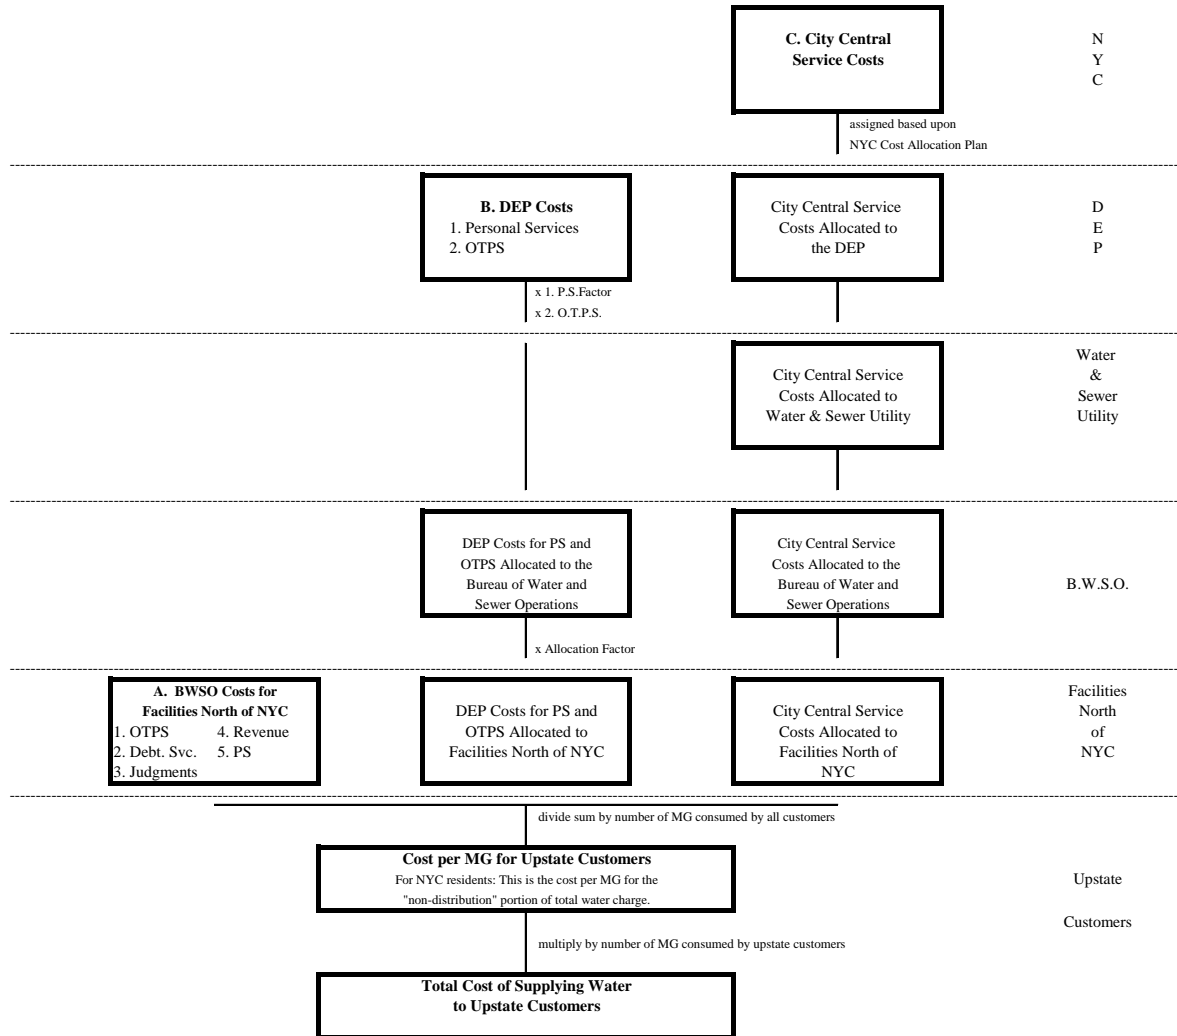 C. City Central
Service Costs
N
Y
C
assigned based upon
NYC Cost Allocation Plan
B. DEP Costs
1. Personal Services
2. OTPS
City Central Service
Costs Allocated to
the DEP
D
E
P
x 1. P.S.Factor
x 2. O.T.P.S.
City Central Service
Costs Allocated to
Water & Sewer Utility
Water
&
Sewer
Utility
DEP Costs for PS and
OTPS Allocated to the
Bureau of Water and
Sewer Operations
City Central Service
Costs Allocated to the
Bureau of Water and
Sewer Operations
B.W.S.O.
x Allocation Factor
A. BWSO Costs for
Facilities North of NYC
1. OTPS 4. Revenue
2. Debt. Svc. 5. PS
3. Judgments
DEP Costs for PS and
OTPS Allocated to
Facilities North of NYC
City Central Service
Costs Allocated to
Facilities North of
NYC
Facilities
North
of
NYC
divide sum by number of MG consumed by all customers
Cost per MG for Upstate Customers
For NYC residents: This is the cost per MG for the
"non-distribution" portion of total water charge.
Upstate
Customers
multiply by number of MG consumed by upstate customers
Total Cost of Supplying Water
to Upstate Customers